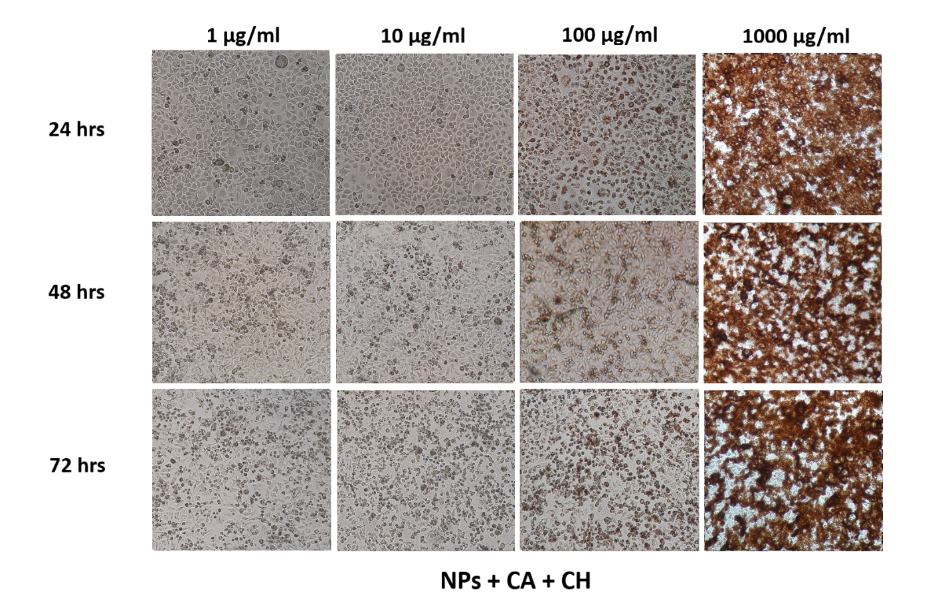 1 µg/ml 10 µg/ml 100 µg/ml 1000 µg/ml
24 hrs
48 hrs
72 hrs
NPs + CA + CH